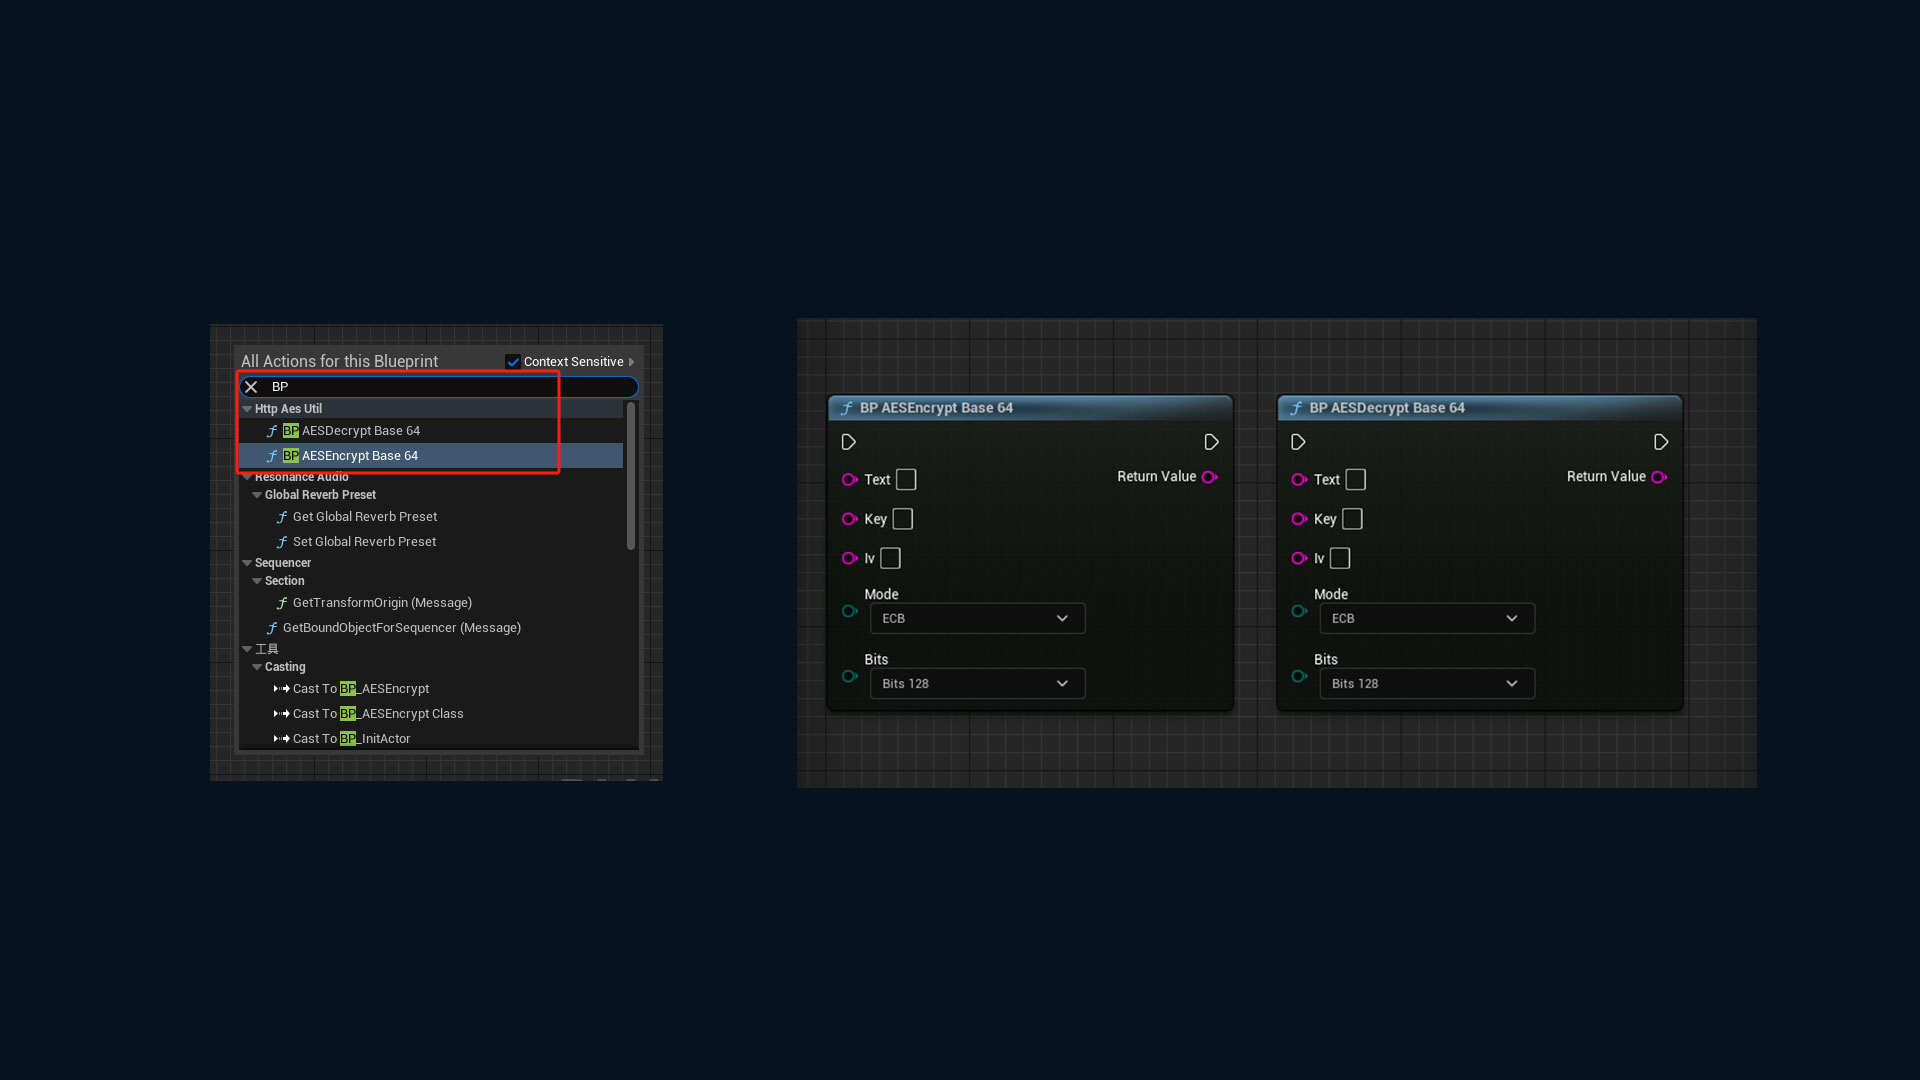 All Actions for this Blueprint
Context Sensitive
BP
Http Aes Util
BP AESDecrypt Base 64
BP AESEncrypt Base 64
Resonance Audio
Global Reverb Preset
Get Global Reverb Preset
Set Global Reverb Preset
Sequencer
Section
GetTransformOrigin (Message)
GetBoundObjectForSequencer (Message)
工具
Casting
Cast To BP_AESEncrypt
Cast To BP_AESEncrypt Class
Cast To BP_InitActor
BP AESEncrypt Base 64
Text
Return Value
Key
Iv
Mode
ECB
Bits
Bits 128
BP AESDecrypt Base 64
Text
Return Value
Key
Iv
Mode
ECB
Bits
Bits 128